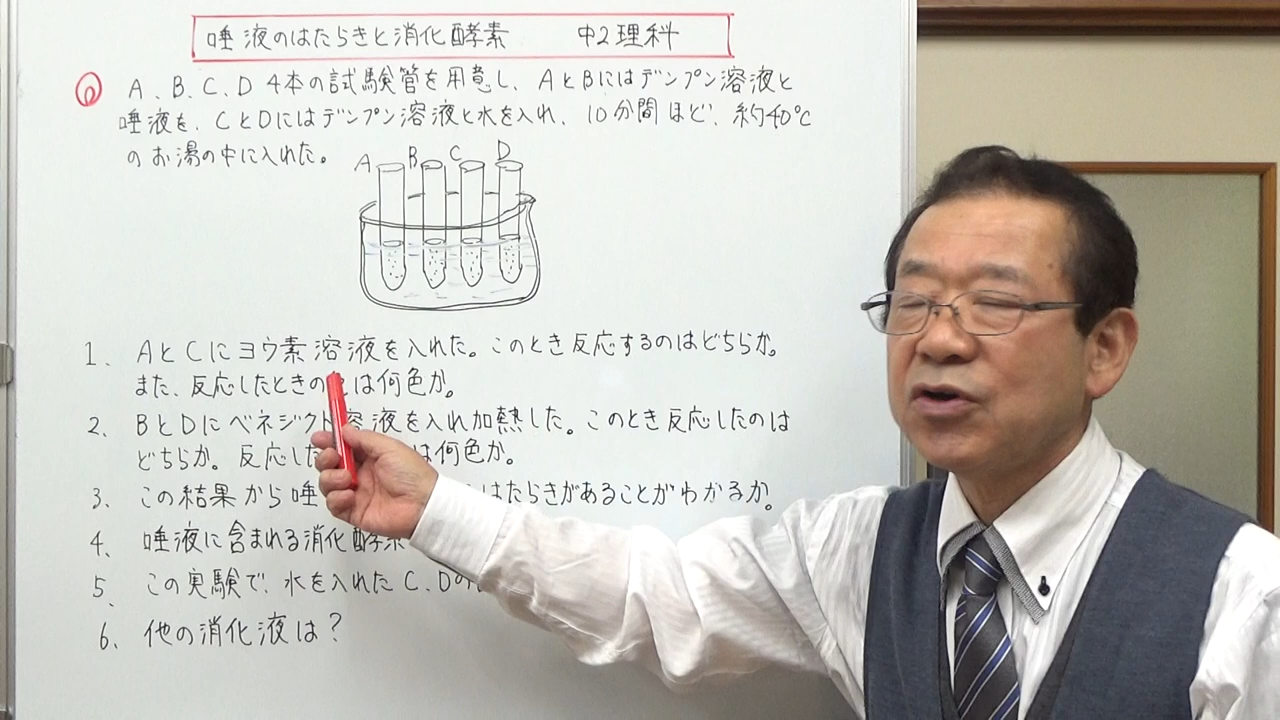 唾液のはたらきと消化酵素 中2理科
Q A、B、C、D 4本の試験管を用意し、AとBにはデンプン溶液と
唾液を、CとDにはデンプン溶液と水を入れ、10分間ほど、約40℃
のお湯の中に入れた。
A B C D
1、AとCにヨウ素溶液を入れた。このとき反応するのはどちらか。
また、反応したときの は何色か。
2、BとDにベネジクト溶液を入れ加熱した。このとき反応したのは
どちらか。反応した は何色か。
3、この結果から唾 はたらきがあることがわかるか。
4、唾液に含まれる消化酵素
5、この実験で、水を入れたC、Dの
6、他の消化液は?